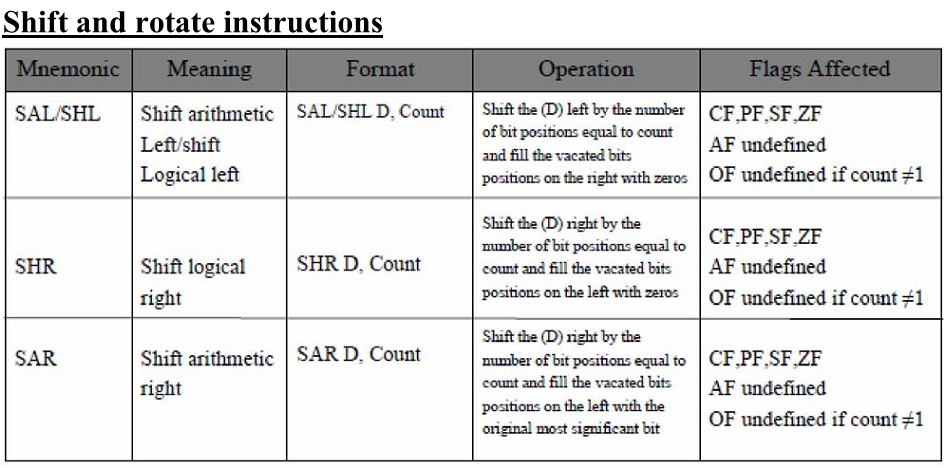 Shift and rotate instructions
Mnemonic Meaning Format Operation Flags Affected
SAL/SHL
Shift arithmetic
Left/shift
Logical left
SAL/SHL D, Count
Shift the (D) left by the number
of bit positions equal to count
and fill the vacated bits
positions on the right with zeros
CF,PF,SF,ZF
AF undefined
OF undefined if count ≠1
SHR
Shift logical
right
SHR D, Count
Shift the (D) right by the
number of bit positions equal to
count and fill the vacated bits
positions on the left with zeros
CF,PF,SF,ZF
AF undefined
OF undefined if count ≠1
SAR
Shift arithmetic
right
SAR D, Count
Shift the (D) right by the
number of bit positions equal to
count and fill the vacated bits
positions on the left with the
original most significant bit
CF,PF,SF,ZF
AF undefined
OF undefined if count ≠1